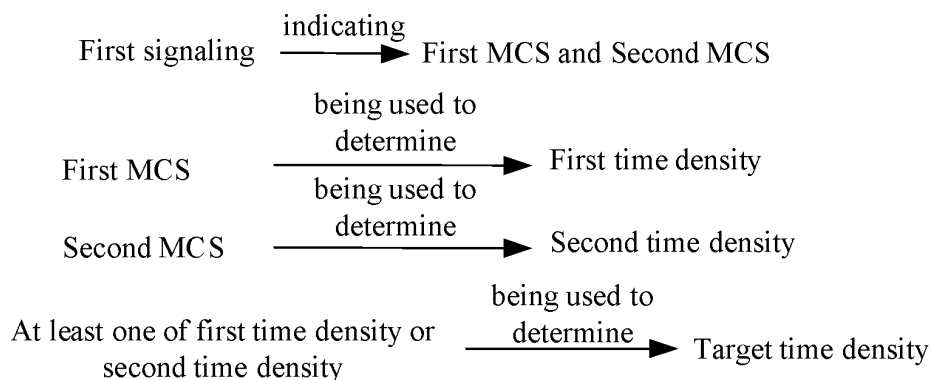 indicating
First signaling
First MCS and Second MCS
being used to
determine
First MCS
First time density
being used to
determine
Second MCS
Second time density
being used to
determine
At least one of first time density or
second time density
Target time density